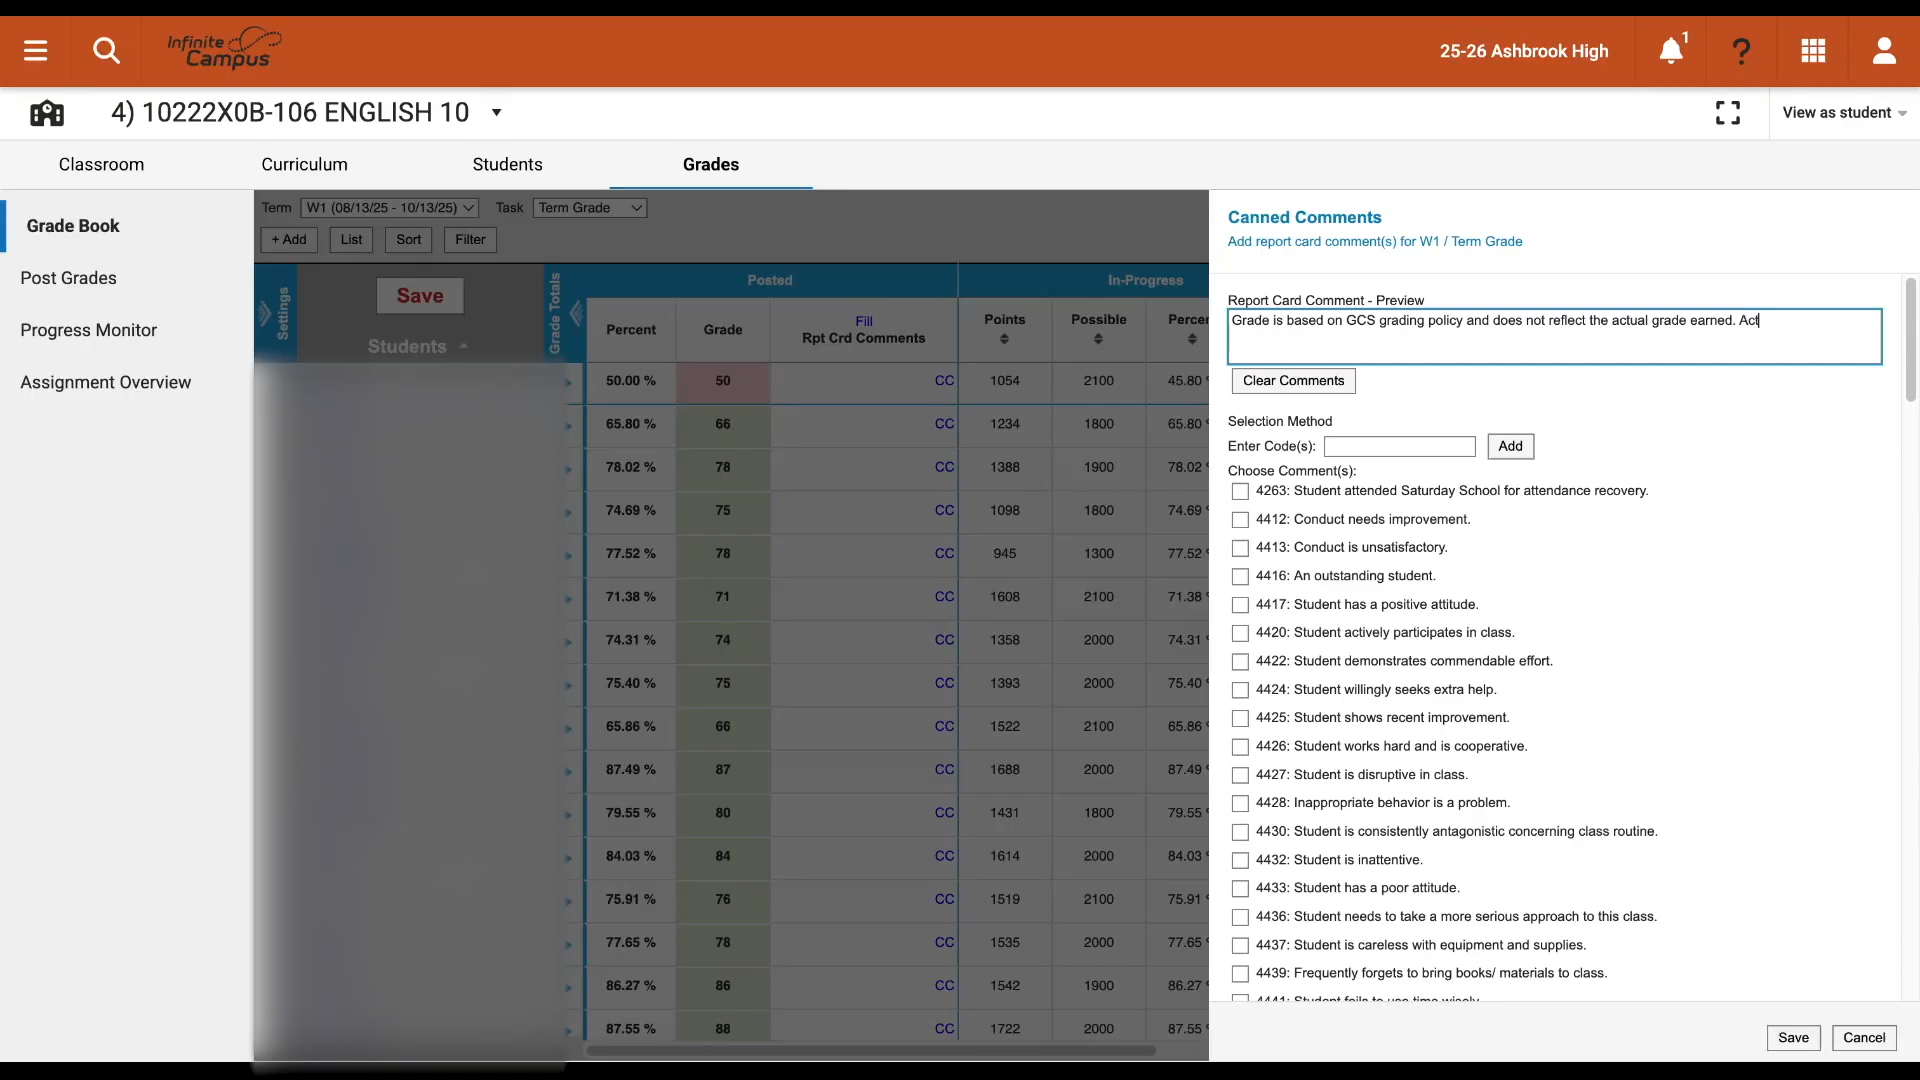 Infinite Campus
25-26 Ashbrook High
1
?
4) 10222X0B-106 ENGLISH 10
View as student
Classroom
Curriculum
Students
Grades
Grade Book
Post Grades
Progress Monitor
Assignment Overview
Term W1 (08/13/25 - 10/13/25) Task Term Grade
+ Add List Sort Filter
Settings
Save
Students
Grade Totals
Posted
In-Progress
Percent Grade Fill Rpt Crd Comments Points Possible
50.00 % 50 CC 1054 2100 45.80
65.80 % 66 CC 1234 1800 65.80
78.02 % 78 CC 1388 1900 78.02
74.69 % 75 CC 1098 1800 74.69
77.52 % 78 CC 945 1300 77.52
71.38 % 71 CC 1608 2100 71.38
74.31 % 74 CC 1358 2000 74.31
75.40 % 75 CC 1393 2000 75.40
65.86 % 66 CC 1522 2100 65.86
87.49 % 87 CC 1688 2000 87.49
79.55 % 80 CC 1431 1800 79.55
84.03 % 84 CC 1614 2000 84.03
75.91 % 76 CC 1519 2100 75.91
77.65 % 78 CC 1535 2000 77.65
86.27 % 86 CC 1542 1900 86.27
87.55 % 88 CC 1722 2000 87.55
Canned Comments
Add report card comment(s) for W1 / Term Grade
Report Card Comment - Preview
Grade is based on GCS grading policy and does not reflect the actual grade earned. Act
Clear Comments
Selection Method
Enter Code(s): Add
Choose Comment(s):
4263: Student attended Saturday School for attendance recovery.
4412: Conduct needs improvement.
4413: Conduct is unsatisfactory.
4416: An outstanding student.
4417: Student has a positive attitude.
4420: Student actively participates in class.
4422: Student demonstrates commendable effort.
4424: Student willingly seeks extra help.
4425: Student shows recent improvement.
4426: Student works hard and is cooperative.
4427: Student is disruptive in class.
4428: Inappropriate behavior is a problem.
4430: Student is consistently antagonistic concerning class routine.
4432: Student is inattentive.
4433: Student has a poor attitude.
4436: Student needs to take a more serious approach to this class.
4437: Student is careless with equipment and supplies.
4439: Frequently forgets to bring books/ materials to class.
4441: Student fails to use time wisely.
Save Cancel